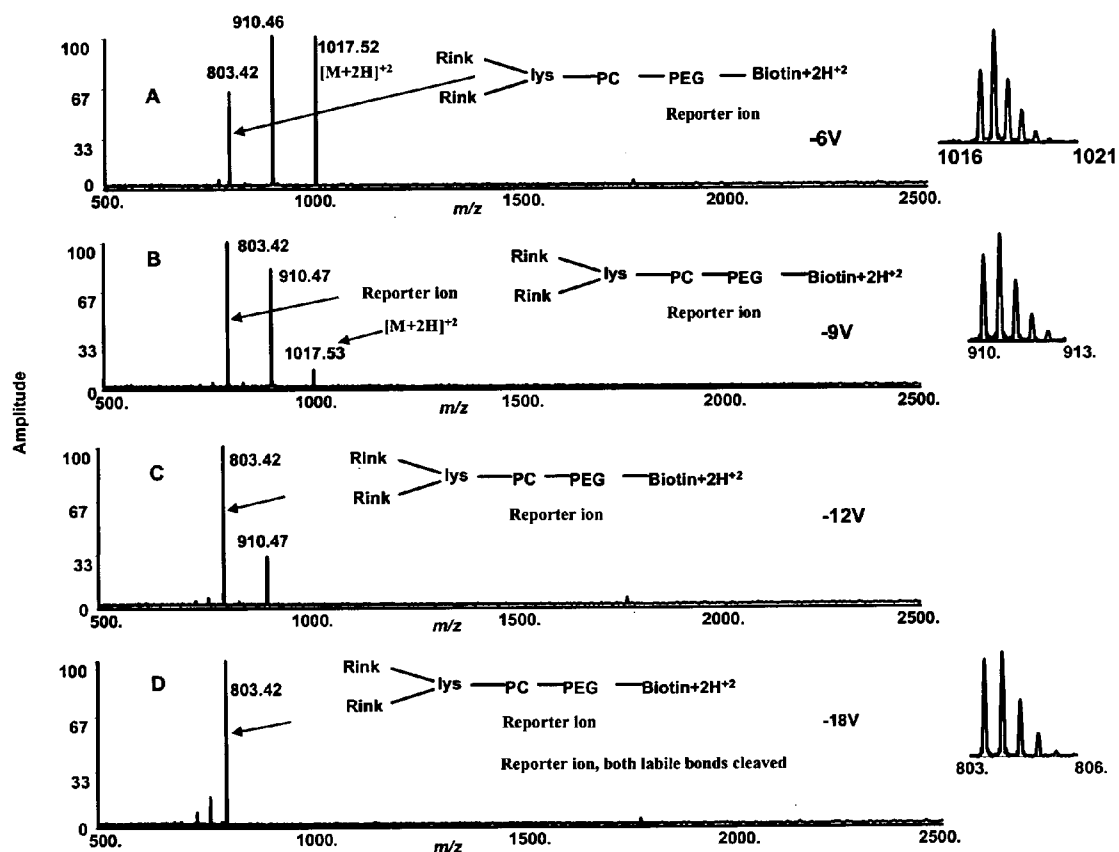 910.46
100
1017.52
[M+2H]+2
803.42
Rink
lys
PC
PEG
Biotin+2H+2
Rink
67
A
Reporter ion
33
-6V
0
1016
1021
500.
1000.
m/z
1500.
2000.
2500.
100
B
803.42
Rink
910.47
lys
PC
PEG
Biotin+2H+2
67
Reporter ion
Rink
Reporter ion
[M+2H]+2
33
1017.53
-9V
910.
913.
0
500.
1000.
m/z
1500.
2000.
2500.
Amplitude
100
C
803.42
Rink
lys
PC
PEG
Biotin+2H+2
67
Rink
Reporter ion
-12V
910.47
33
0
500.
1000.
m/z
1500.
2000.
2500.
100
D
Rink
803.42
lys
PC
PEG
Biotin+2H+2
Rink
67
Reporter Ion
-18V
Reporter ion, both labile bonds cleaved
803.
806.
33
0
500.
1000.
m/z
1500.
2000.
2500.